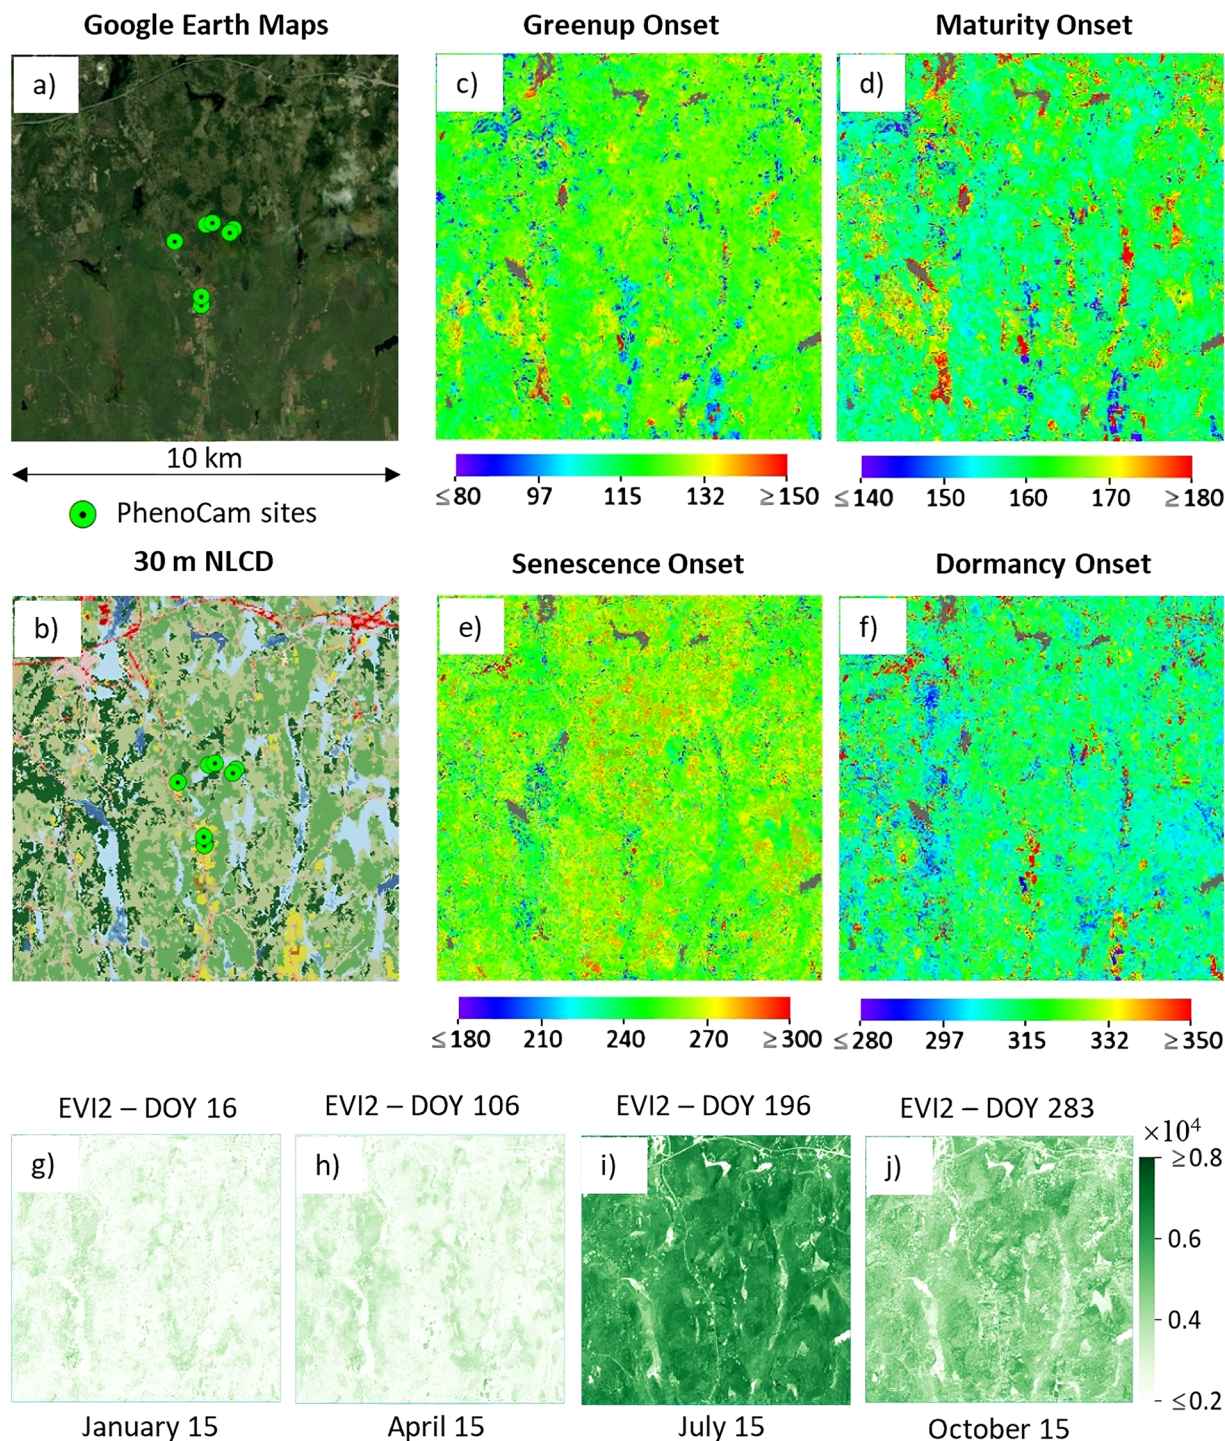 Google Earth Maps
Greenup Onset
Maturity Onset
a)
c)
d)
10 km
PhenoCam sites
≤80 97 115 132 ≥150
≤140 150 160 170 ≥180
30 m NLCD
Senescence Onset
Dormancy Onset
b)
e)
f)
≤180 210 240 270 ≥300
≤280 297 315 332 ≥350
EVI2 – DOY 16
EVI2 – DOY 106
EVI2 – DOY 196
EVI2 – DOY 283
×10⁴
g)
h)
i)
j)
≥0.8
0.6
0.4
≤0.2
January 15
April 15
July 15
October 15